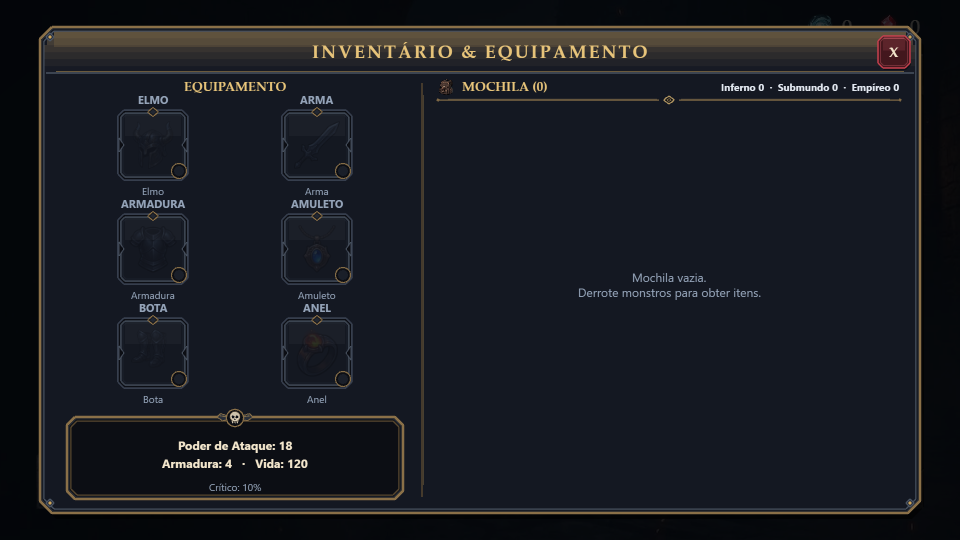 INVENTÁRIO & EQUIPAMENTO
X
EQUIPAMENTO
ELMO
ARMA
Elmo
Arma
ARMADURA
AMULETO
Armadura
Amuleto
BOTA
ANEL
Bota
Anel
Poder de Ataque: 18
Armadura: 4 · Vida: 120
Crítico: 10%
MOCHILA (0)
Inferno 0 · Submundo 0 · Empíreo 0
Mochila vazia.
Derrote monstros para obter itens.